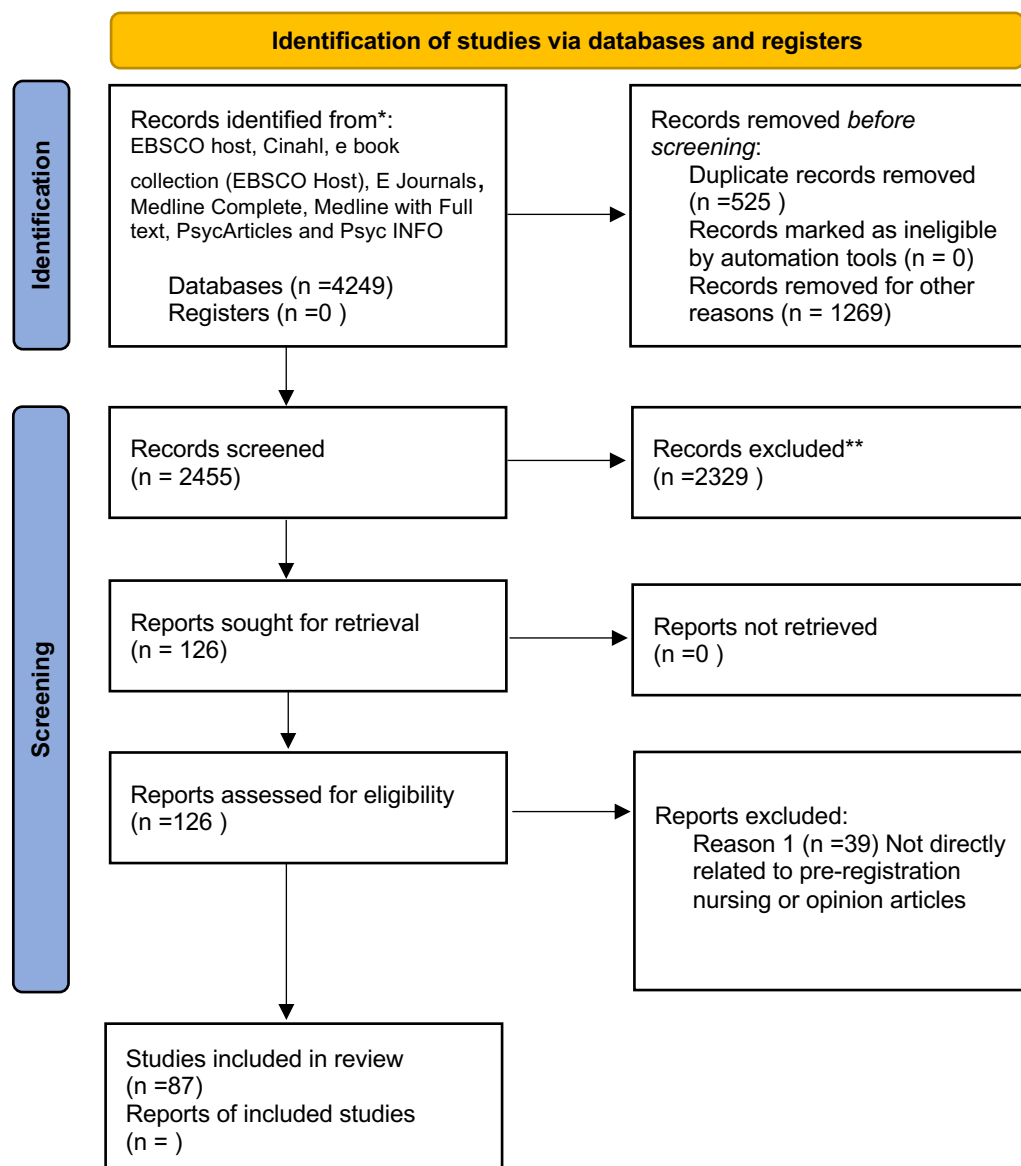 Identification of studies via databases and registers
Identification
Records identified from*:
EBSCO host, Cinahl, e book
collection (EBSCO Host), E Journals,
Medline Complete, Medline with Full
text, PsycArticles and Psyc INFO
Databases (n =4249)
Registers (n =0 )
Records removed before
screening:
Duplicate records removed
(n =525 )
Records marked as ineligible
by automation tools (n = 0)
Records removed for other
reasons (n = 1269)
Screening
Records screened
(n = 2455)
Records excluded**
(n =2329 )
Reports sought for retrieval
(n = 126)
Reports not retrieved
(n =0 )
Reports assessed for eligibility
(n =126 )
Reports excluded:
Reason 1 (n =39) Not directly
related to pre-registration
nursing or opinion articles
Studies included in review
(n =87)
Reports of included studies
(n = )